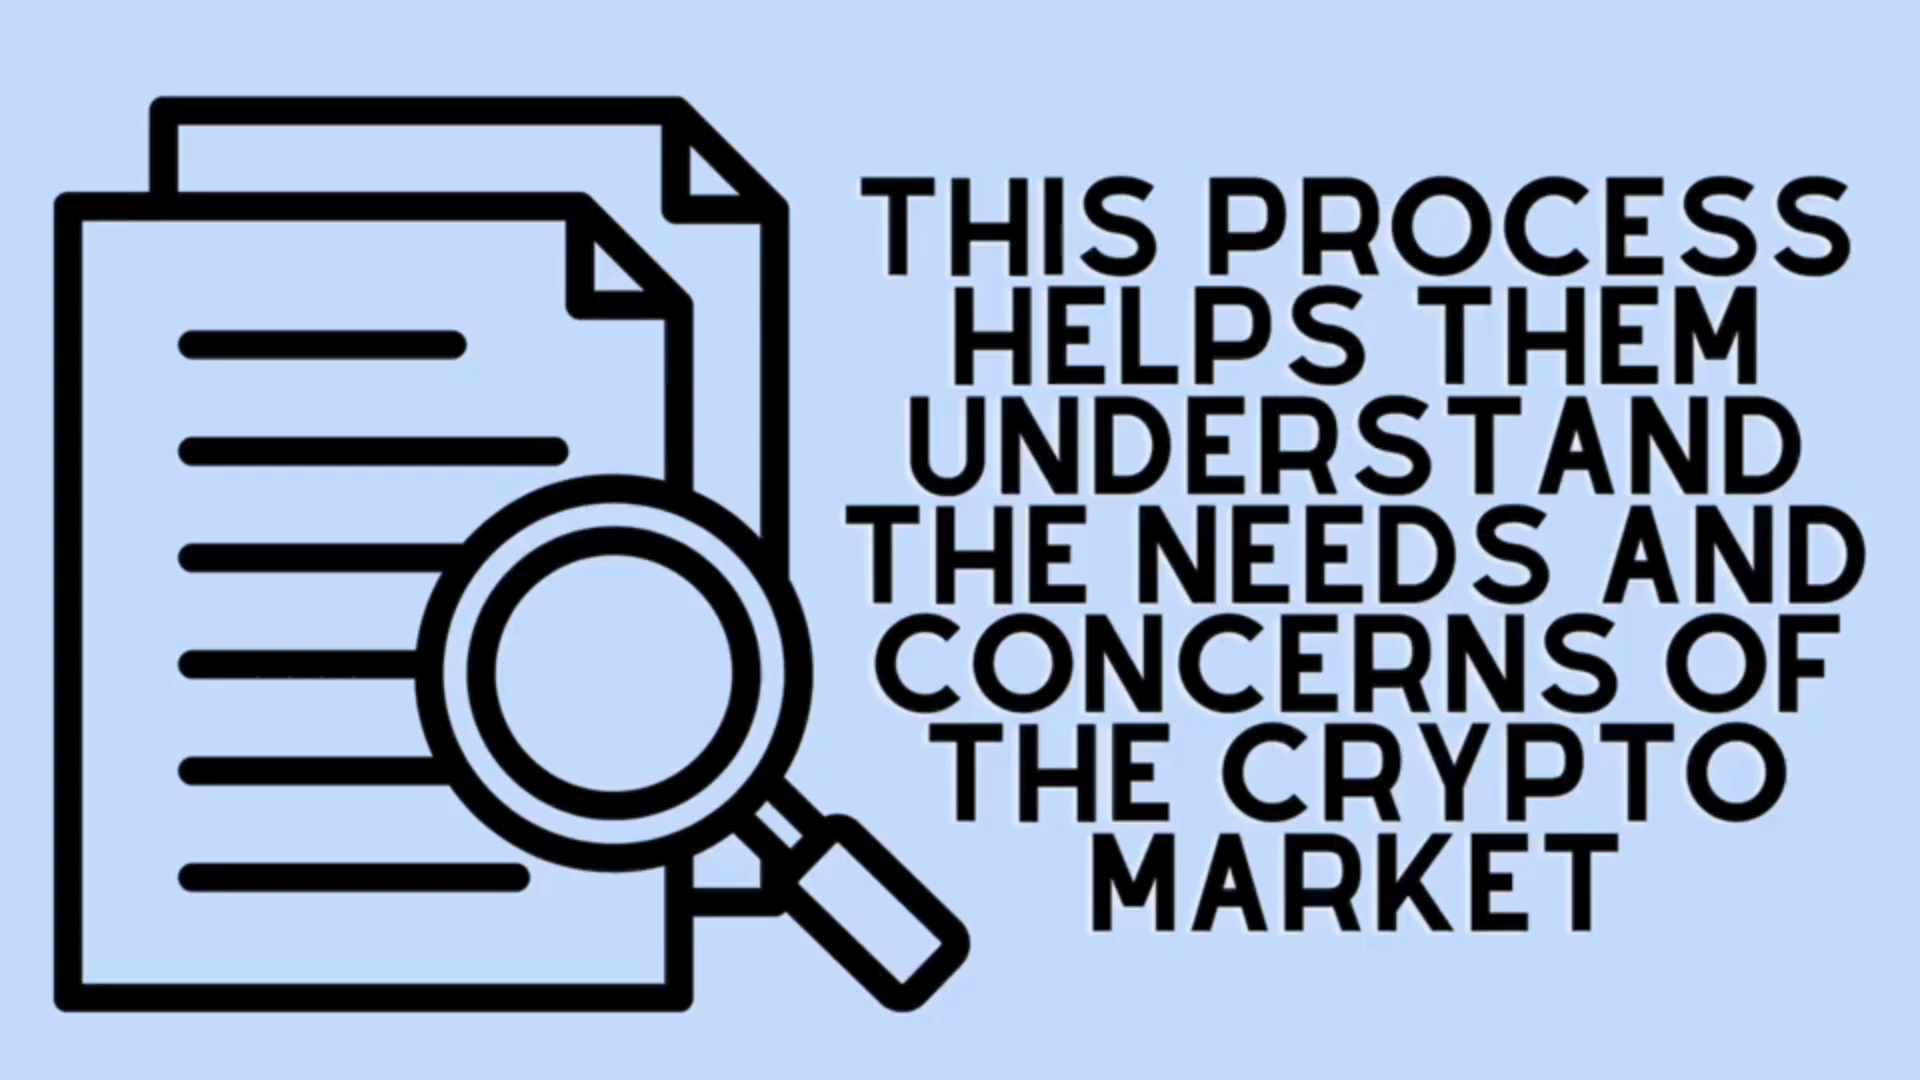 THIS PROCESS
HELPS THEM
UNDERSTAND
THE NEEDS AND
CONCERNS OF
THE CRYPTO
MARKET